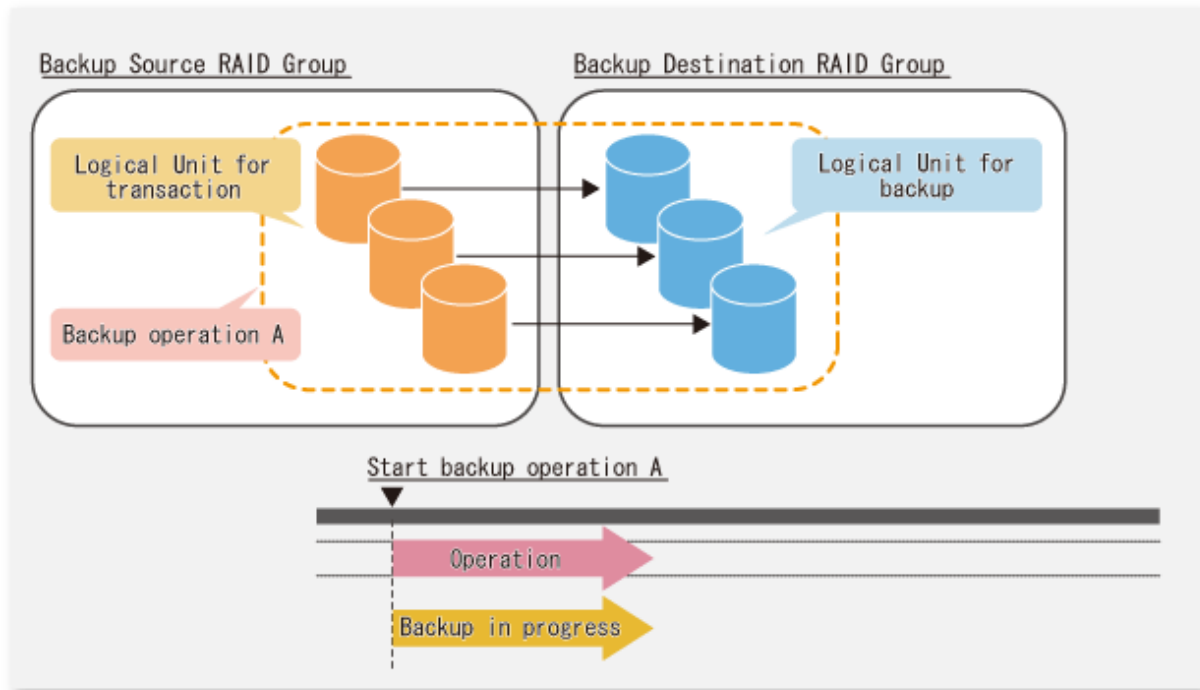 Backup Source RAID Group
Backup Destination RAID Group
Logical Unit for
transaction
Logical Unit for
backup
Backup operation A
Start backup operation A
Operation
Backup in progress